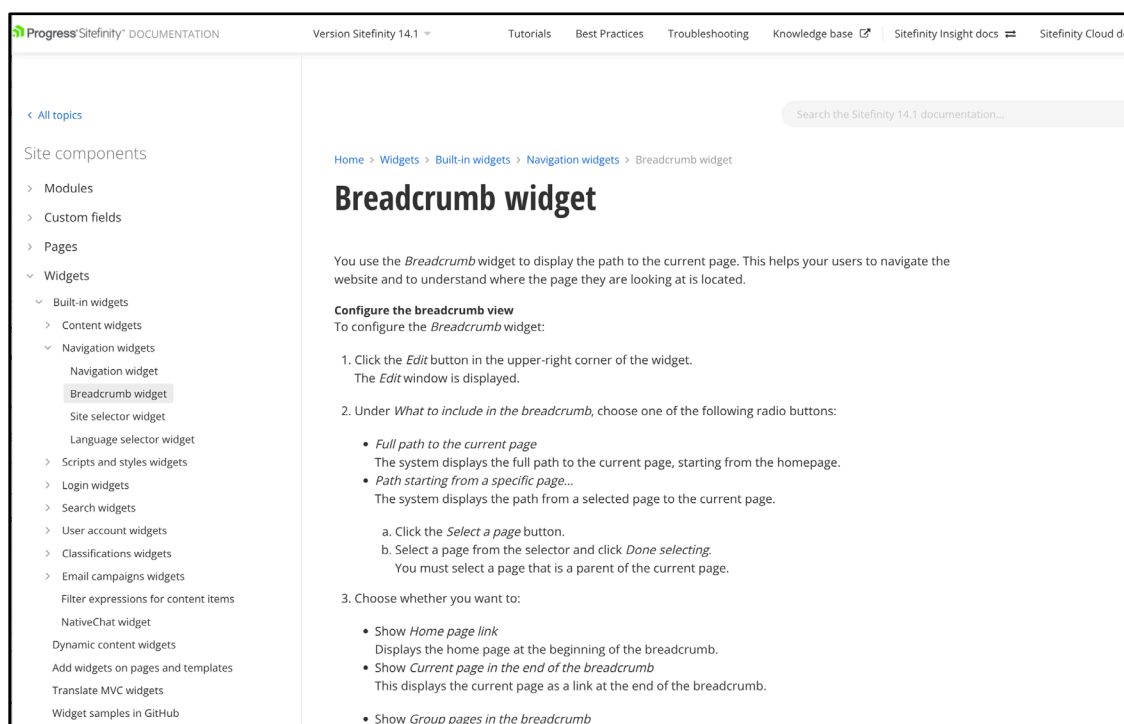 Progress® Sitefinity™ DOCUMENTATION
Version Sitefinity 14.1
Tutorials
Best Practices
Troubleshooting
Knowledge base
Sitefinity Insight docs
Sitefinity Cloud d
All topics
Site components
Modules
Custom fields
Pages
Widgets
Built-in widgets
Content widgets
Navigation widgets
Navigation widget
Breadcrumb widget
Site selector widget
Language selector widget
Scripts and styles widgets
Login widgets
Search widgets
User account widgets
Classifications widgets
Email campaigns widgets
Filter expressions for content items
NativeChat widget
Dynamic content widgets
Add widgets on pages and templates
Translate MVC widgets
Widget samples in GitHub
Search the Sitefinity 14.1 documentation...
Home > Widgets > Built-in widgets > Navigation widgets > Breadcrumb widget
Breadcrumb widget
You use the Breadcrumb widget to display the path to the current page. This helps your users to navigate the
website and to understand where the page they are looking at is located.
Configure the breadcrumb view
To configure the Breadcrumb widget:
1. Click the Edit button in the upper-right corner of the widget.
The Edit window is displayed.
2. Under What to include in the breadcrumb, choose one of the following radio buttons:
• Full path to the current page
The system displays the full path to the current page, starting from the homepage.
• Path starting from a specific page...
The system displays the path from a selected page to the current page.
a. Click the Select a page button.
b. Select a page from the selector and click Done selecting.
You must select a page that is a parent of the current page.
3. Choose whether you want to:
• Show Home page link
Displays the home page at the beginning of the breadcrumb.
• Show Current page in the end of the breadcrumb
This displays the current page as a link at the end of the breadcrumb.
• Show Group pages in the breadcrumb